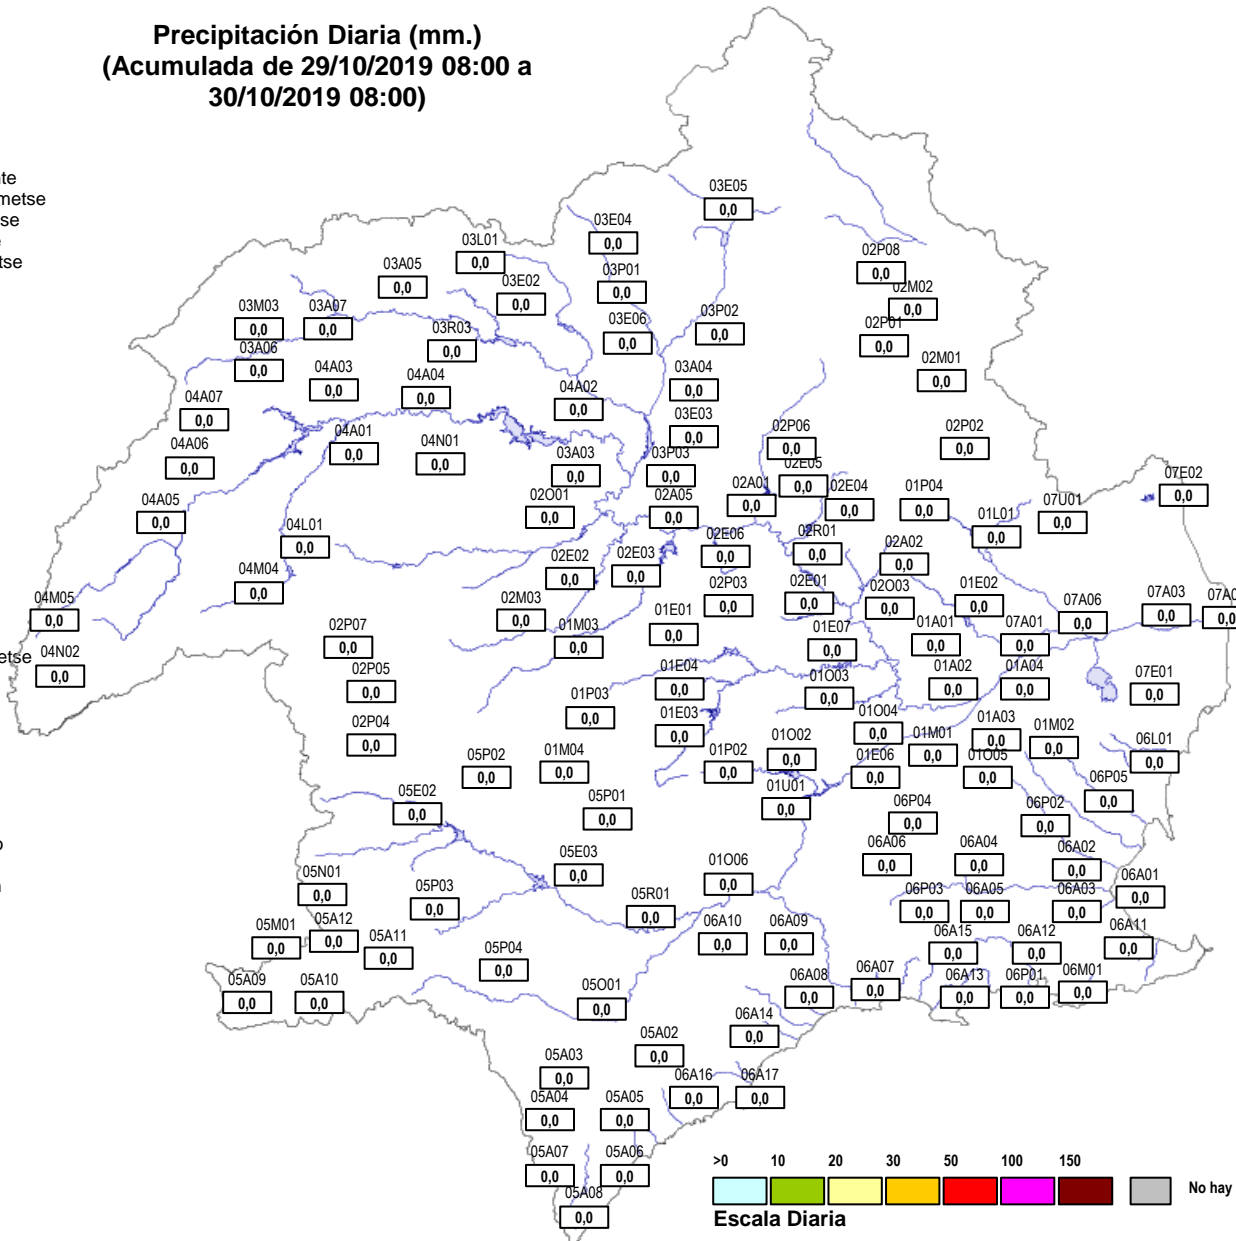 Precipitación Diaria (mm.)
(Acumulada de 29/10/2019 08:00 a
30/10/2019 08:00)
03E05
0,0
03E04
0,0
03L01
0,0
02P08
0,0
03A05
0,0
03P01
0,0
03E02
0,0
02M02
0,0
03M03
0,0
03A07
0,0
03P02
0,0
03E06
0,0
02P01
0,0
03R03
0,0
03A06
0,0
02M01
0,0
04A03
0,0
03A04
0,0
04A04
0,0
04A02
0,0
04A07
0,0
03E03
0,0
04A01
0,0
02P06
0,0
02P02
0,0
04N01
0,0
04A06
0,0
03A03
0,0
03P03
0,0
02E05
0,0
07E02
0,0
02A01
0,0
02E04
0,0
01P04
0,0
04A05
0,0
02O01
0,0
02A05
0,0
07U01
0,0
01L01
0,0
04L01
0,0
02E06
0,0
02R01
0,0
02A02
0,0
02E02
0,0
02E03
0,0
04M04
0,0
02P03
0,0
02E01
0,0
02O03
0,0
01E02
0,0
04M05
0,0
02M03
0,0
07A06
0,0
07A03
0,0
07A0
0,0
01E01
0,0
02P07
0,0
01M03
0,0
01E07
0,0
01A01
0,0
07A01
0,0
etse
04N02
0,0
02P05
0,0
01E04
0,0
01O03
0,0
01A02
0,0
01A04
0,0
07E01
0,0
01P03
0,0
01E03
0,0
01O04
0,0
01A03
0,0
02P04
0,0
01M01
0,0
01M02
0,0
06L01
0,0
05P02
0,0
01M04
0,0
01P02
0,0
01O02
0,0
01E06
0,0
01O05
0,0
06P05
0,0
05E02
0,0
01U01
0,0
05P01
0,0
06P04
0,0
06P02
0,0
05E03
0,0
06A06
0,0
06A04
0,0
06A02
0,0
05N01
0,0
01O06
0,0
06A01
0,0
05P03
0,0
05R01
0,0
06P03
0,0
06A05
0,0
06A03
0,0
05M01
0,0
05A12
0,0
06A10
0,0
06A09
0,0
05A11
0,0
06A15
0,0
06A12
0,0
06A11
0,0
05P04
0,0
05A09
0,0
05A10
0,0
05O01
0,0
06A08
0,0
06A07
0,0
06A13
0,0
06P01
0,0
06M01
0,0
05A02
0,0
06A14
0,0
05A03
0,0
06A16
0,0
06A17
0,0
05A04
0,0
05A05
0,0
05A07
0,0
05A06
0,0
05A08
0,0
>0 10 20 30 50 100 150
No hay
Escala Diaria